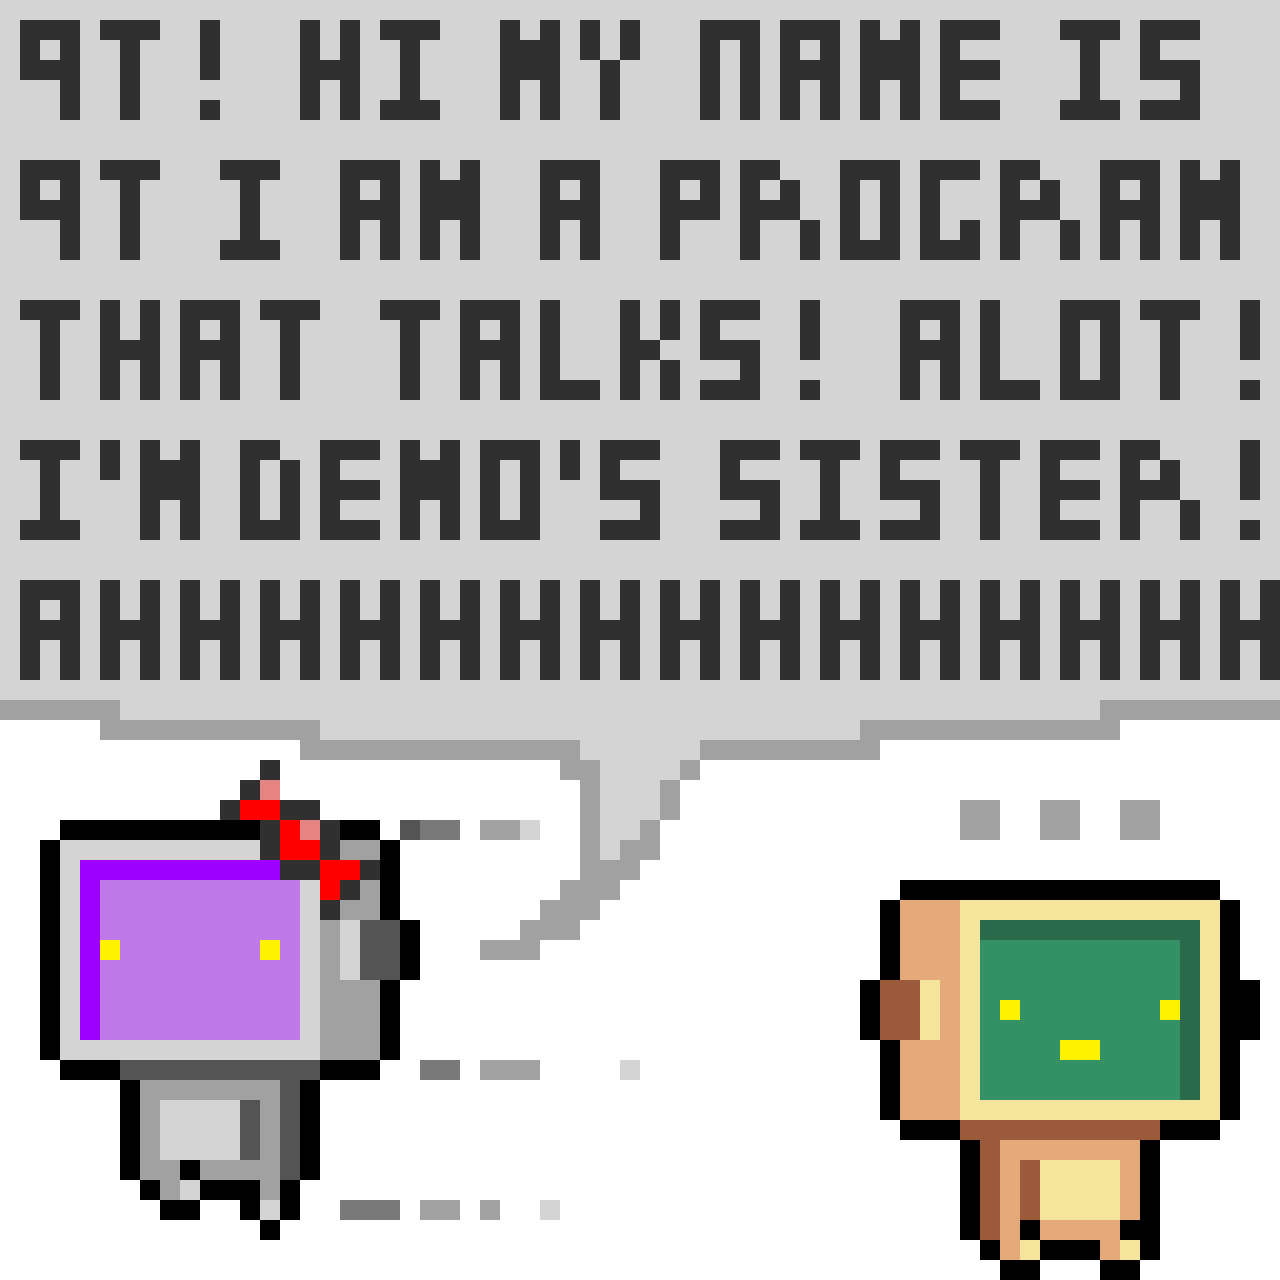 9T! HI MY NAME IS
9T I AM A PROGRAM
THAT TALKS! ALOT!
I'M DEMO'S SISTER!
AHHHHHHHHHHHHHHH
...